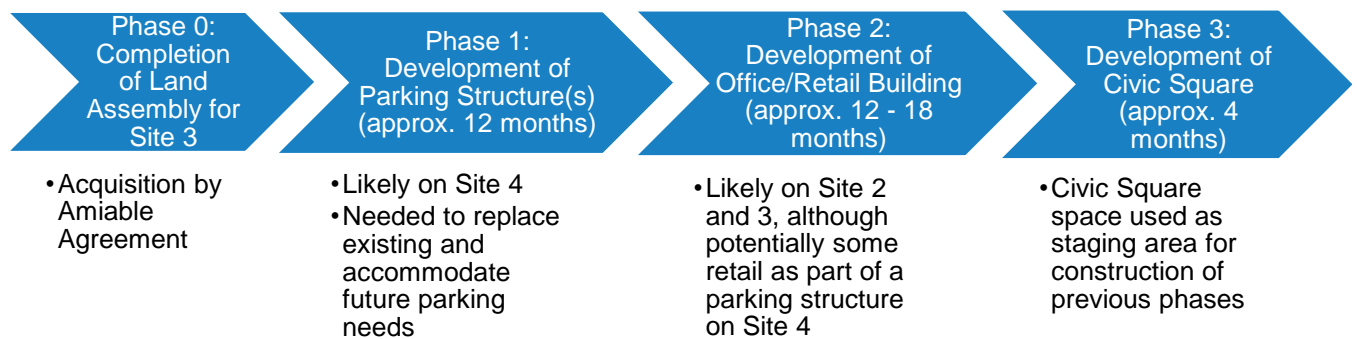 Phase 0:
Completion
of Land
Assembly for
Site 3
Phase 1:
Development of
Parking Structure(s)
(approx. 12 months)
Phase 2:
Development of
Office/Retail Building
(approx. 12 - 18
months)
Phase 3:
Development of
Civic Square
(approx. 4
months)
•Acquisition by
Amiable
Agreement
•Likely on Site 4
•Needed to replace
existing and
accommodate
future parking
needs
•Likely on Site 2
and 3, although
potentially some
retail as part of a
parking structure
on Site 4
•Civic Square
space used as
staging area for
construction of
previous phases